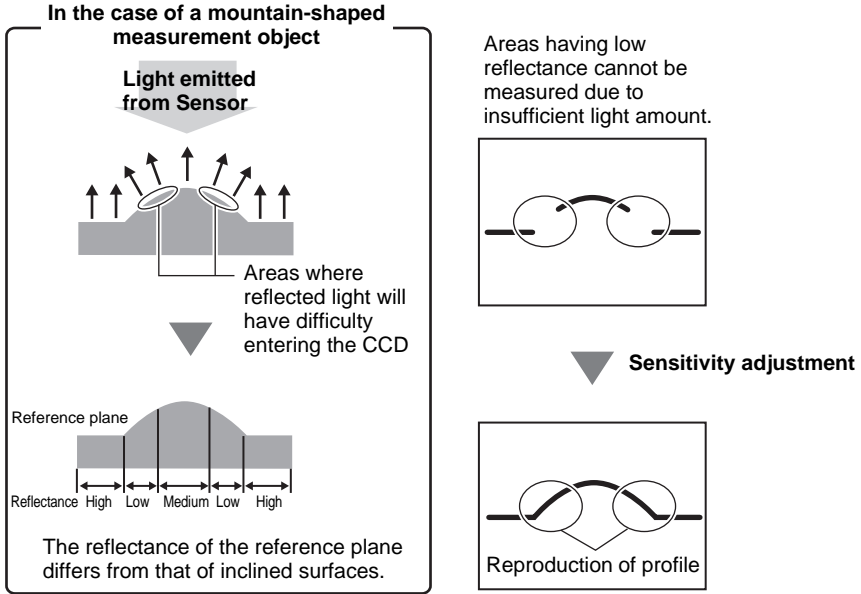 In the case of a mountain-shaped
measurement object
Light emitted
from Sensor
Areas where
reflected light will
have difficulty
entering the CCD
Reference plane
Reflectance High Low Medium Low High
The reflectance of the reference plane
differs from that of inclined surfaces.
Areas having low
reflectance cannot be
measured due to
insufficient light amount.
Sensitivity adjustment
Reproduction of profile